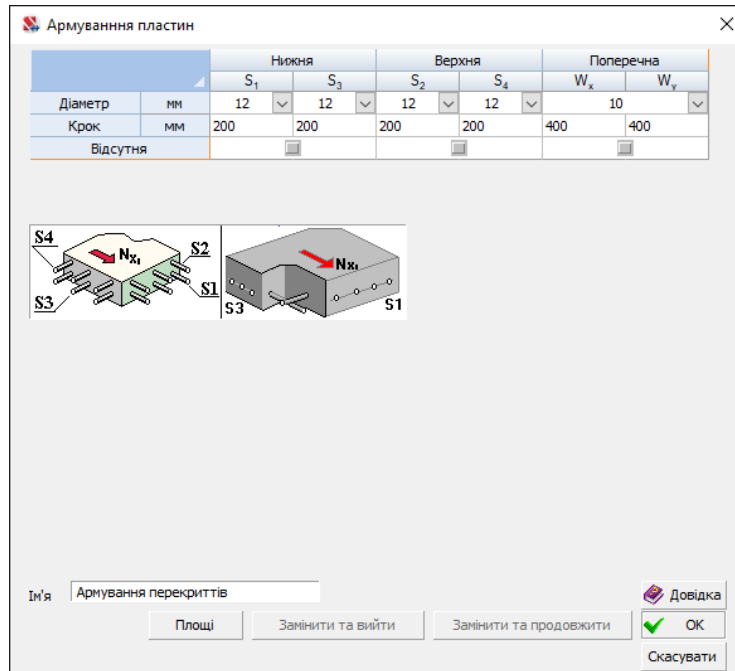 Армуванння пластин
Нижня Верхня Поперечна
S1 S3 S2 S4 Wx Wy
Діаметр мм 12 12 12 12 10
Крок мм 200 200 200 200 400 400
Відсутня
S4 Nx1 S2 Nx1
S3 S1 S3 S1
Ім'я Армування перекриттів
Довідка
Площі Замінити та вийти Замінити та продовжити OK
Скасувати